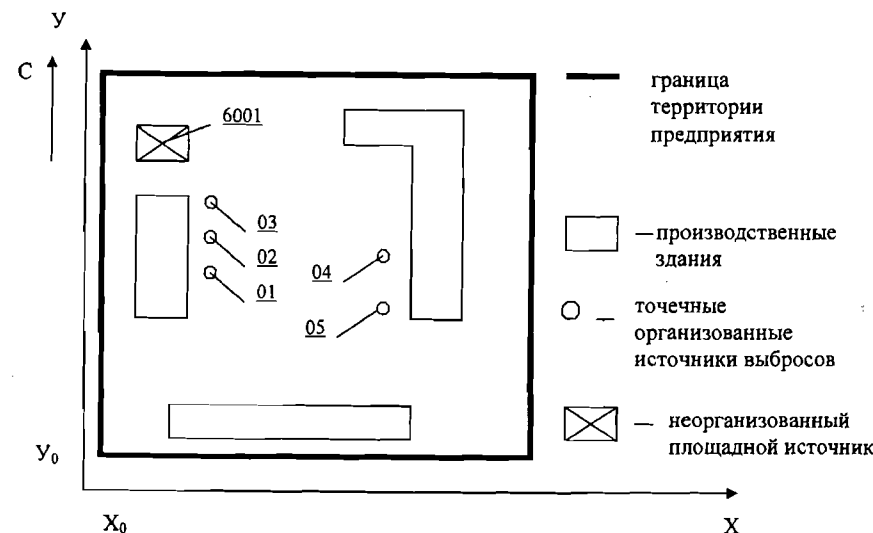 У
С
6001
03
02
01
04
05
У₀
X₀
X
граница
территории
предприятия
—производственные
здания
— точечные
организованные
источники выбросов
— неорганизованный
площадной источник